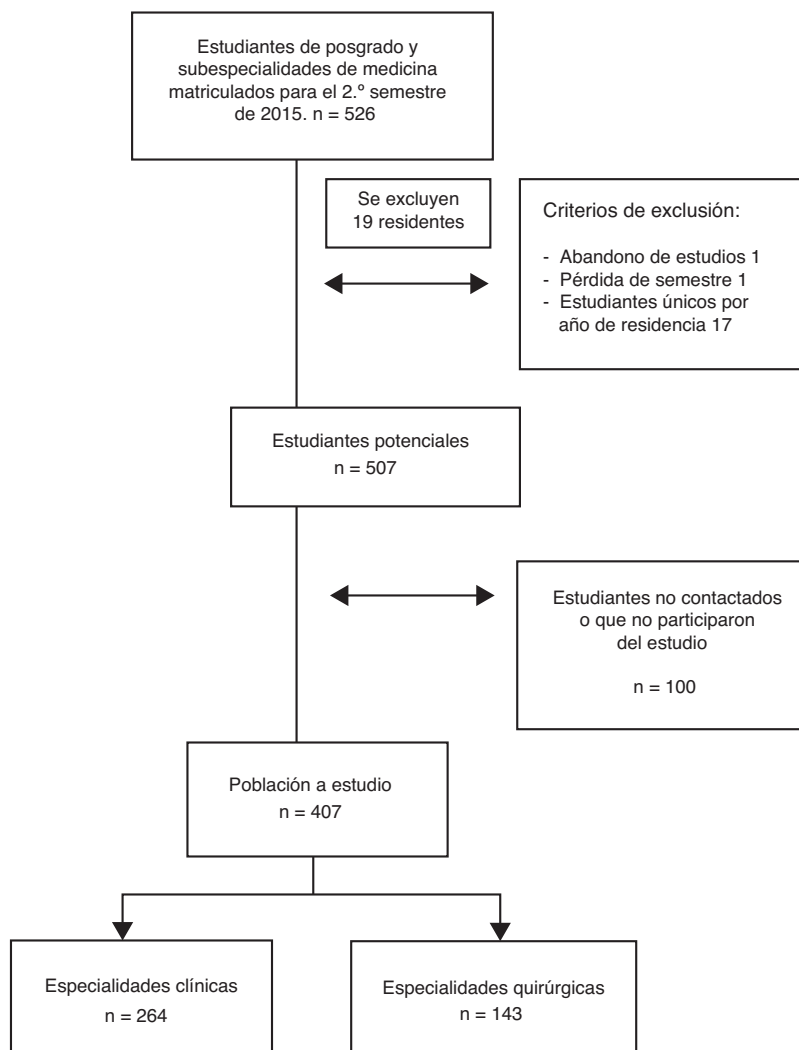 Estudiantes de posgrado y
subespecialidades de medicina
matriculados para el 2.º semestre
de 2015. n = 526
Se excluyen
19 residentes
Criterios de exclusión:
- Abandono de estudios 1
- Pérdida de semestre 1
- Estudiantes únicos por
año de residencia 17
Estudiantes potenciales
n = 507
Estudiantes no contactados
o que no participaron
del estudio
n = 100
Población a estudio
n = 407
Especialidades clínicas
n = 264
Especialidades quirúrgicas
n = 143